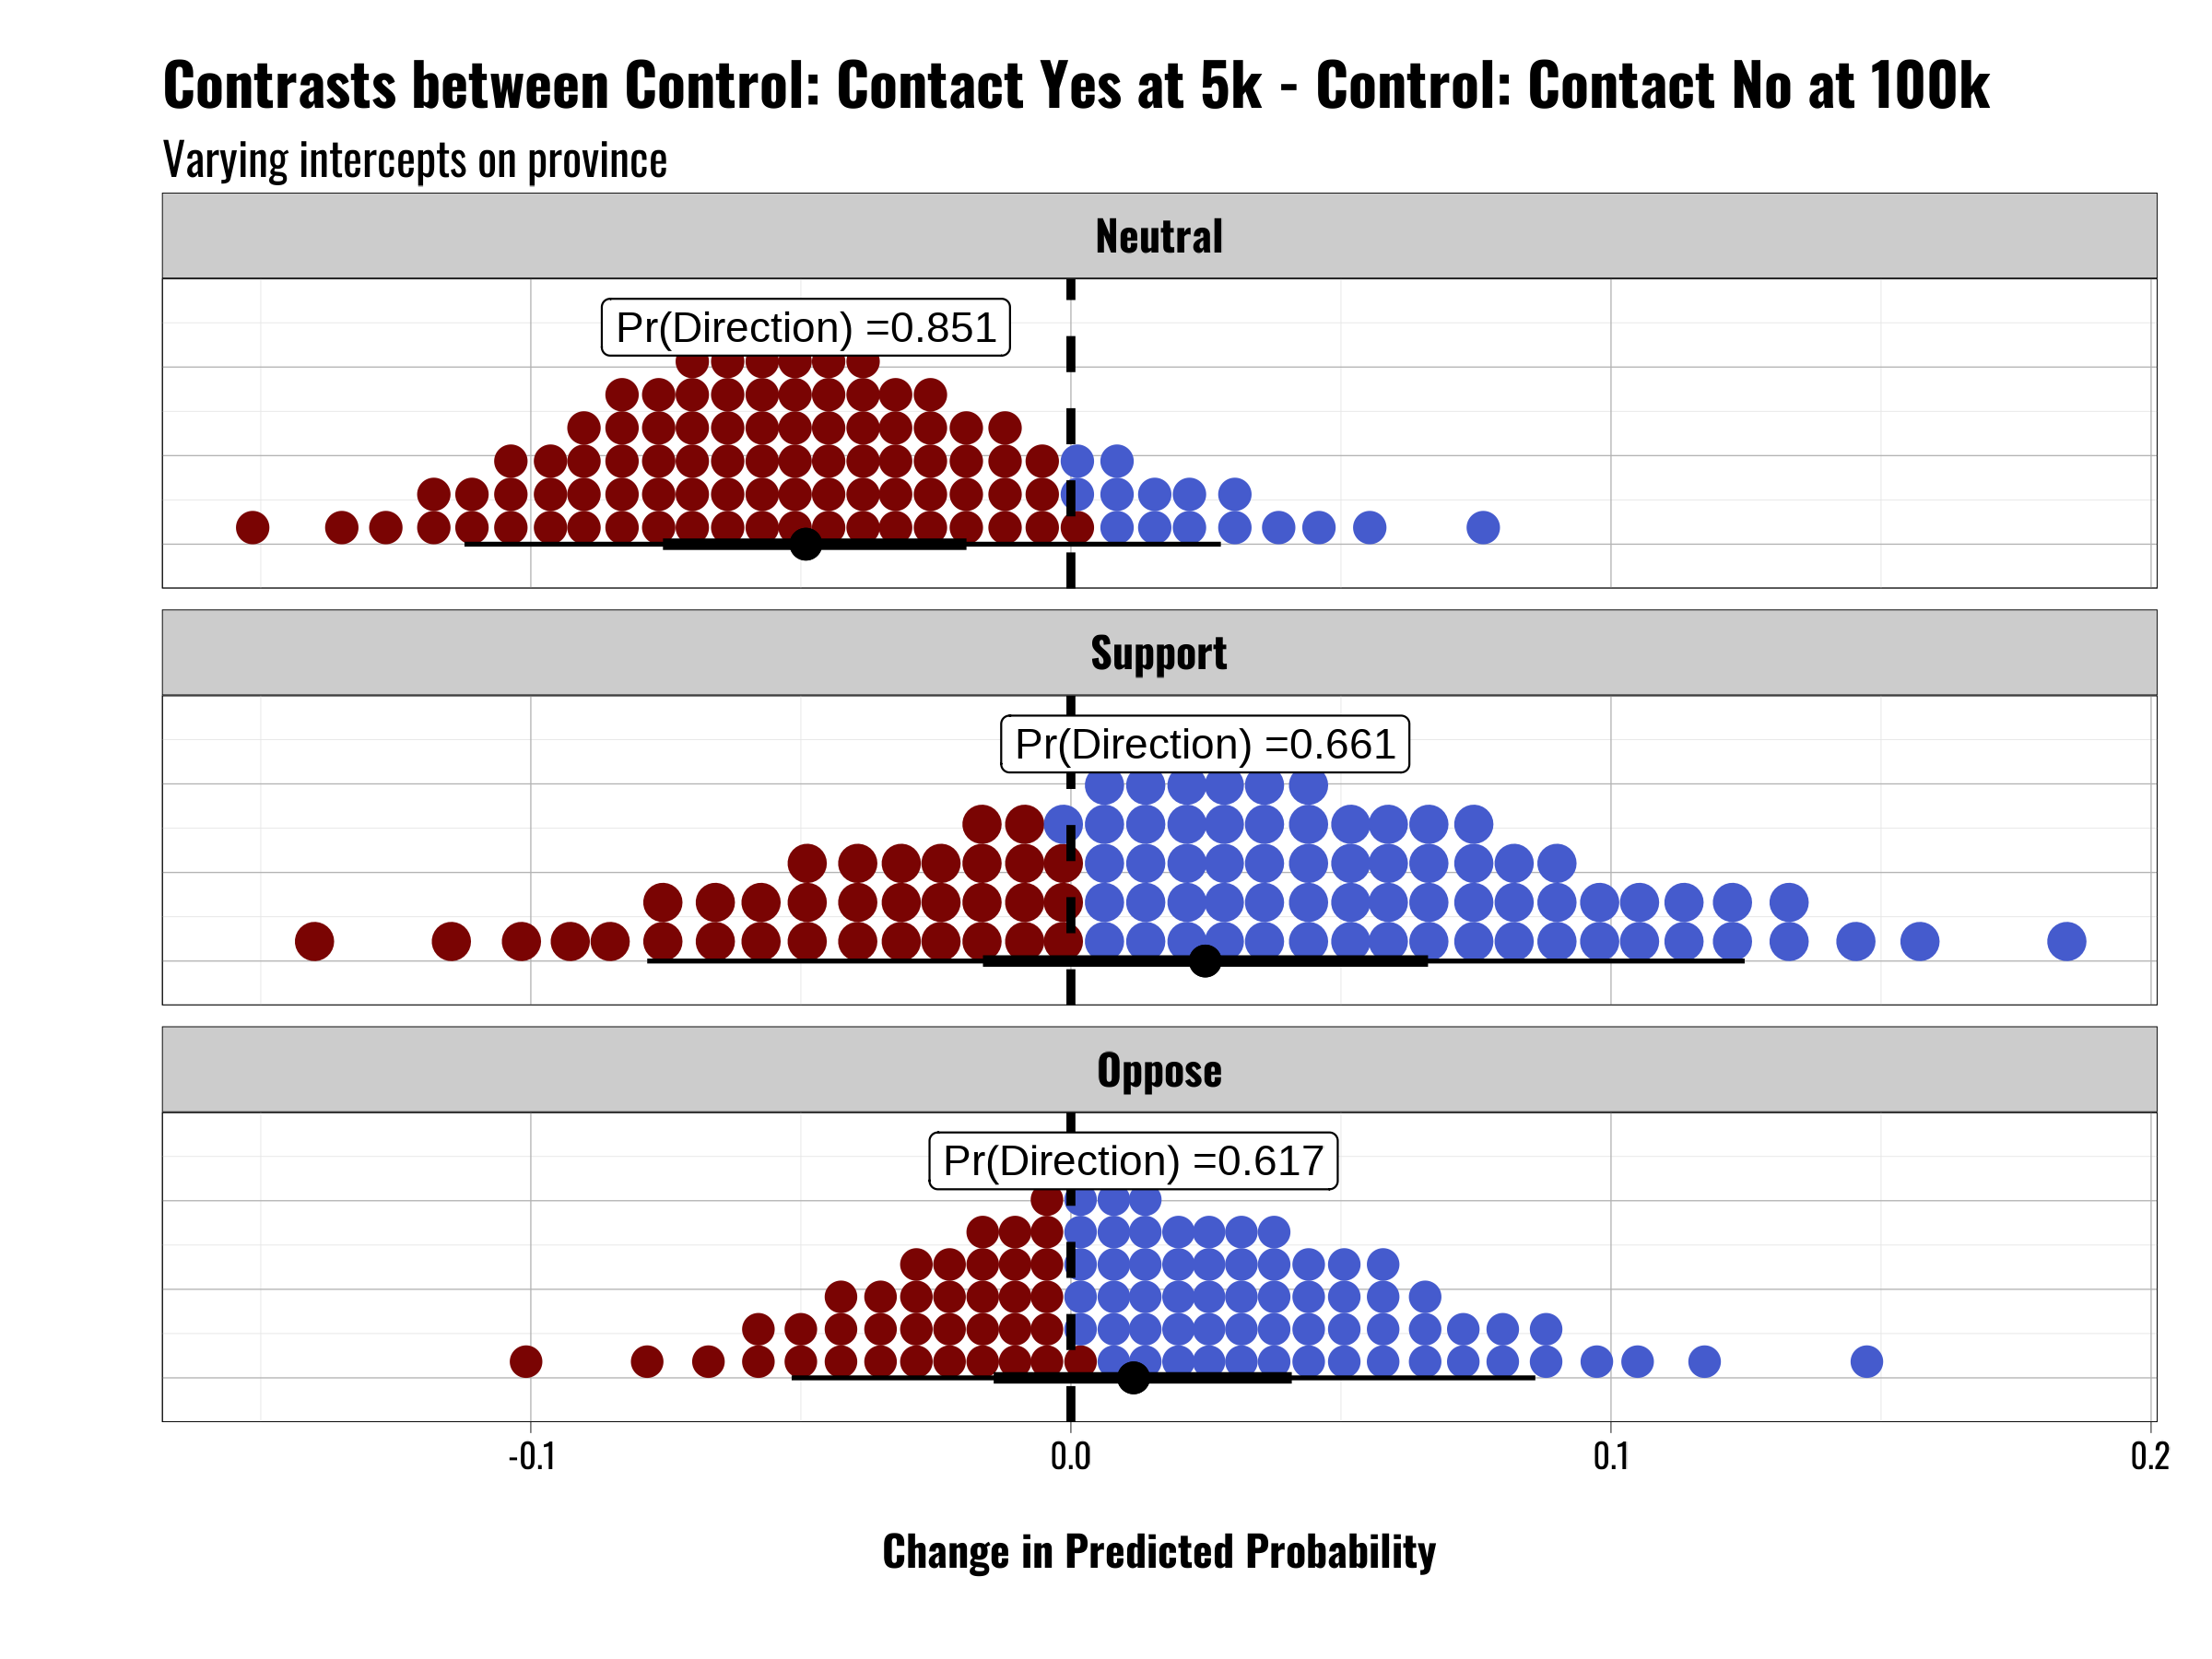 Contrasts between Control: Contact Yes at 5k - Control: Contact No at 100k
Varying intercepts on province
Neutral
Pr(Direction) =0.851
Support
Pr(Direction) =0.661
Oppose
Pr(Direction) =0.617
-0.1 0.0 0.1 0.2
Change in Predicted Probability